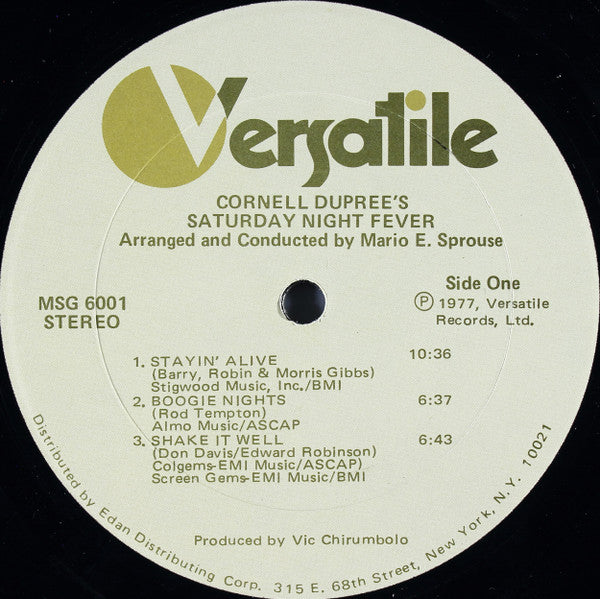 Versatile
CORNELL DUPREE'S
SATURDAY NIGHT FEVER
Arranged and Conducted by Mario E. Sprouse
MSG 6001
STEREO
Side One
Ⓟ 1977, Versatile
Records, Ltd.
1. STAYIN' ALIVE 10:36
(Barry, Robin & Morris Gibbs)
Stigwood Music, Inc./BMI
2. BOOGIE NIGHTS 6:37
(Rod Tempton)
Almo Music/ASCAP
3. SHAKE IT WELL 6:43
(Don Davis/Edward Robinson)
Colgems-EMI Music/ASCAP)
Screen Gems-EMI Music/BMI
Produced by Vic Chirumbolo
Distributed by Edan Distributing Corp. 315 E. 68th Street, New York, N.Y. 10021